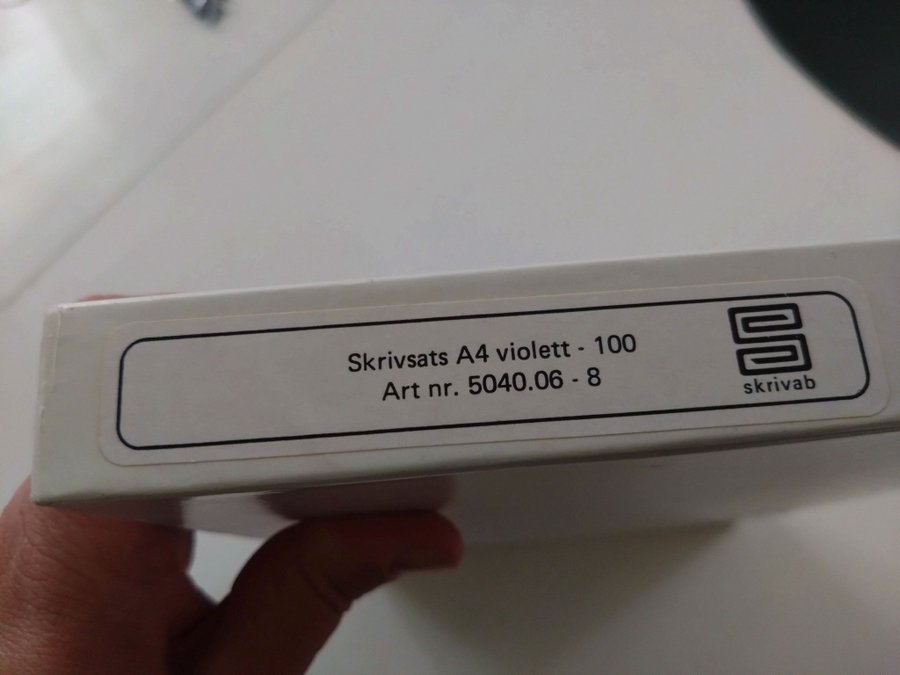 Skrivsats A4 violett - 100
Art nr. 5040.06 - 8
skrivab